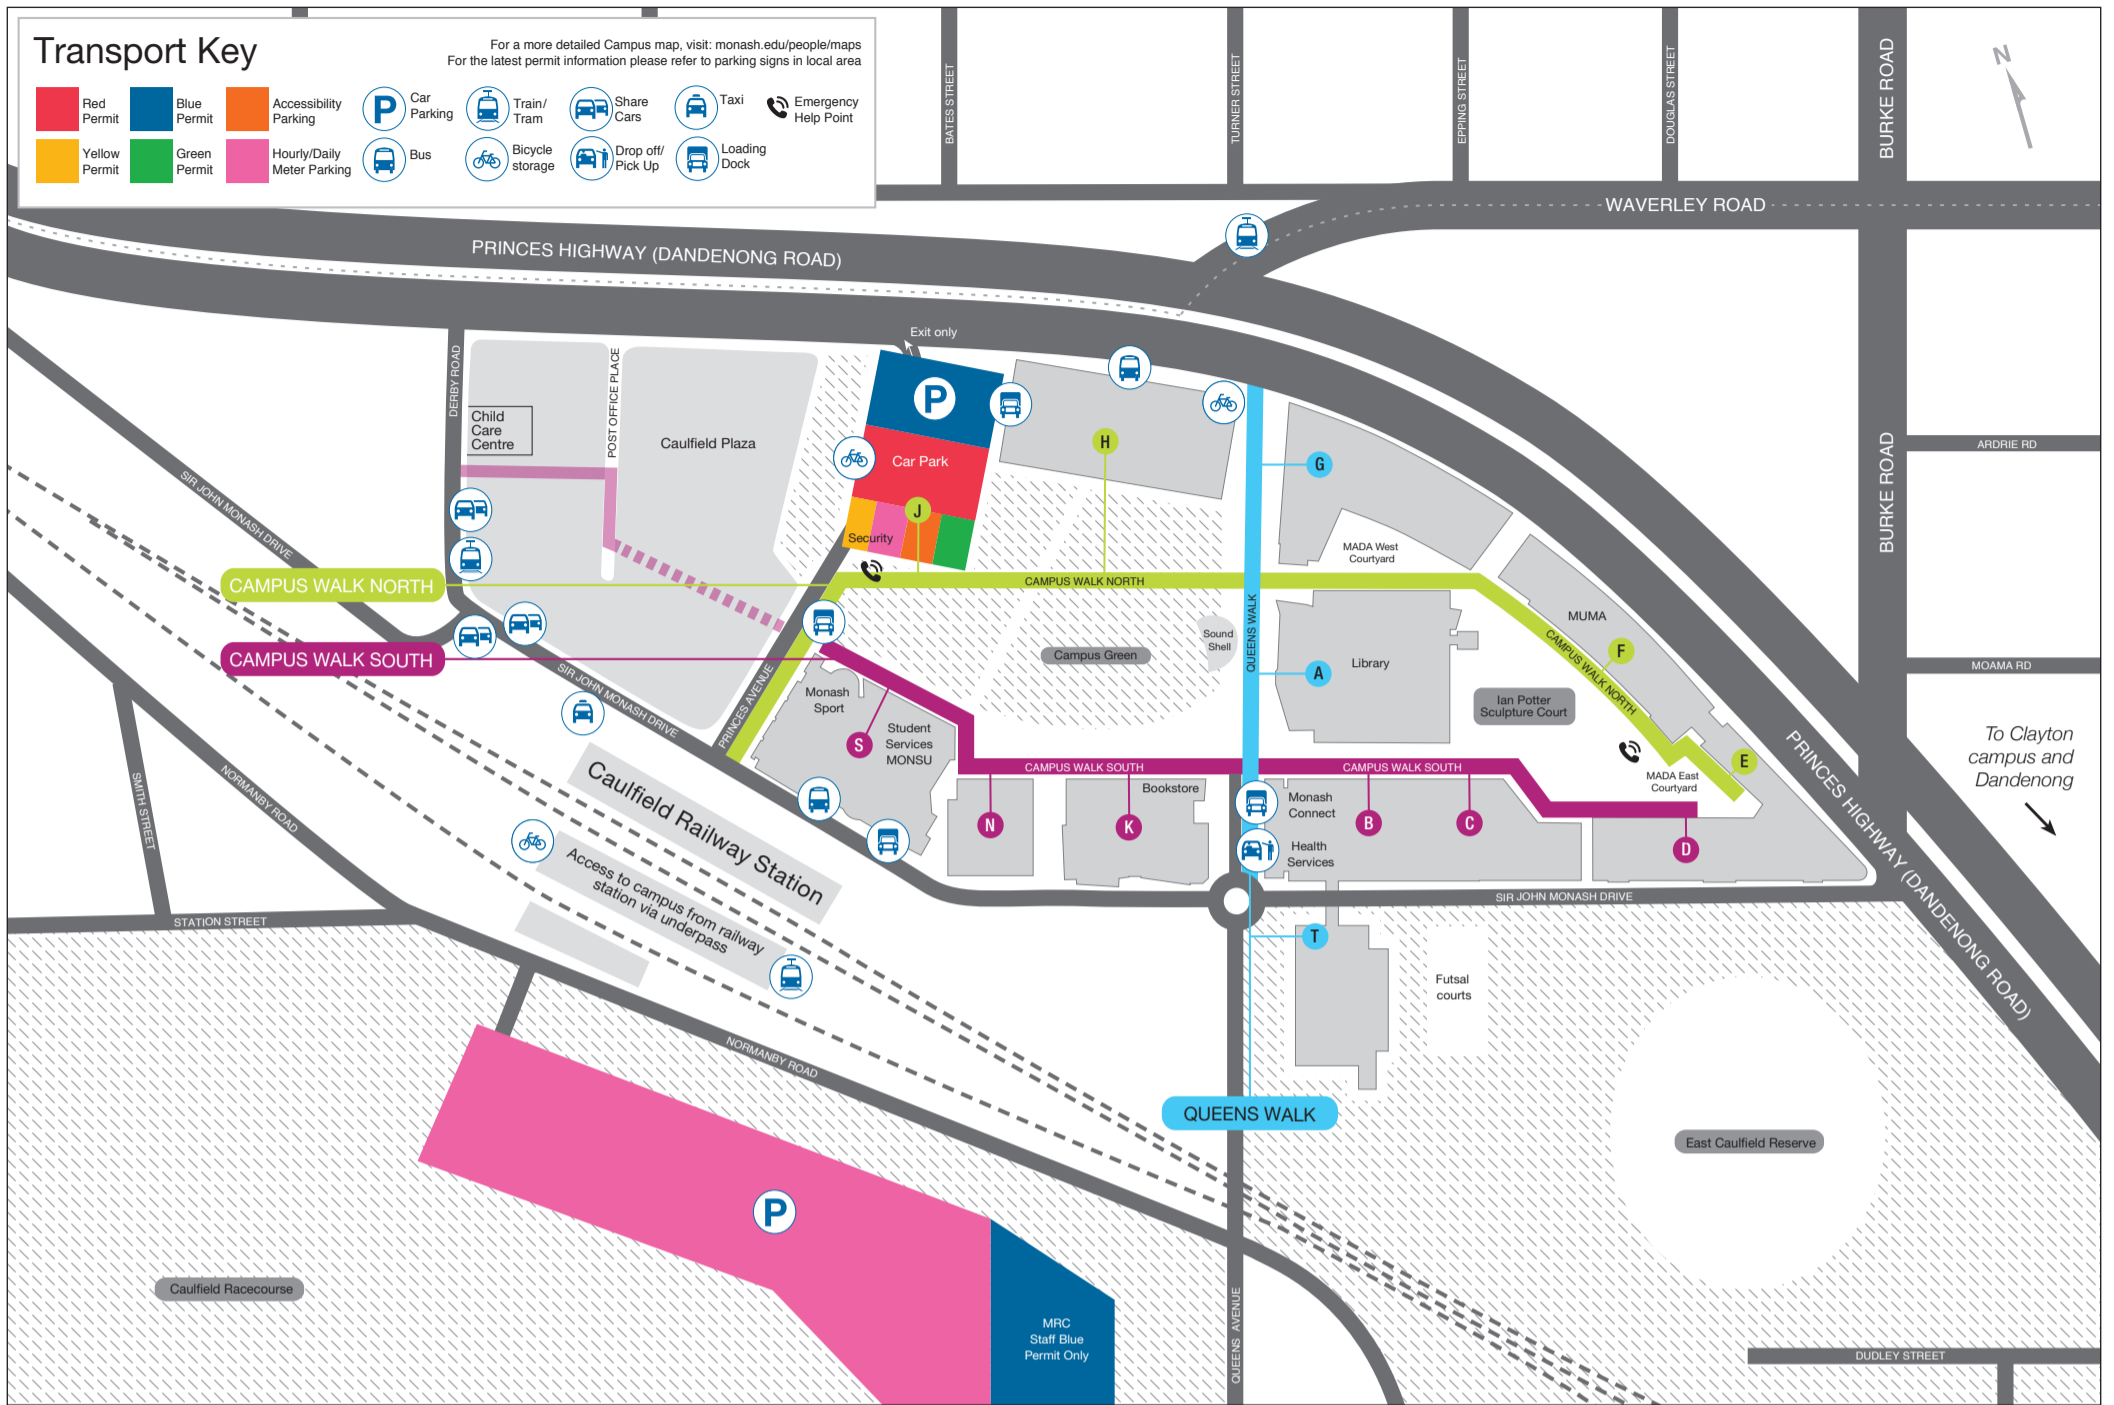 Transport Key
For a more detailed Campus map, visit: monash.edu/people/maps
For the latest permit information please refer to parking signs in local area
Red
Permit
Blue
Permit
Accessibility
Parking
P
Car
Parking
Train/
Tram
Share
Cars
Taxi
Emergency
Help Point
Yellow
Permit
Green
Permit
Hourly/Daily
Meter Parking
Bus
Bicycle
storage
Drop off/
Pick Up
Loading
Dock
BATES STREET
TURNER STREET
EPPING STREET
DOUGLAS STREET
BURKE ROAD
N
WAVERLEY ROAD
PRINCES HIGHWAY (DANDENONG ROAD)
Exit only
DERBY ROAD
POST OFFICE PLACE
Child
Care
Centre
Caulfield Plaza
P
Car Park
J
Security
H
G
MADA West
Courtyard
BURKE ROAD
ARDRIE RD
SIR JOHN MONASH DRIVE
CAMPUS WALK NORTH
CAMPUS WALK NORTH
QUEENS WALK
MUMA
F
CAMPUS WALK NORTH
Sound
Shell
Campus Green
Library
A
CAMPUS WALK SOUTH
MOAMA RD
SIR JOHN MONASH DRIVE
PRINCES AVENUE
Monash
Sport
S
Student
Services
MONSU
Ian Potter
Sculpture Court
E
MADA East
Courtyard
PRINCES HIGHWAY (DANDENONG ROAD)
To Clayton
campus and
Dandenong
CAMPUS WALK SOUTH
CAMPUS WALK SOUTH
Bookstore
N
K
Monash
Connect
B
C
D
Health
Services
SMITH STREET
NORMANBY ROAD
Caulfield Railway Station
Access to campus from railway
station via underpass
STATION STREET
SIR JOHN MONASH DRIVE
T
Futsal
courts
NORMANBY ROAD
QUEENS WALK
East Caulfield Reserve
P
Caulfield Racecourse
MRC
Staff Blue
Permit Only
QUEENS AVENUE
DUDLEY STREET